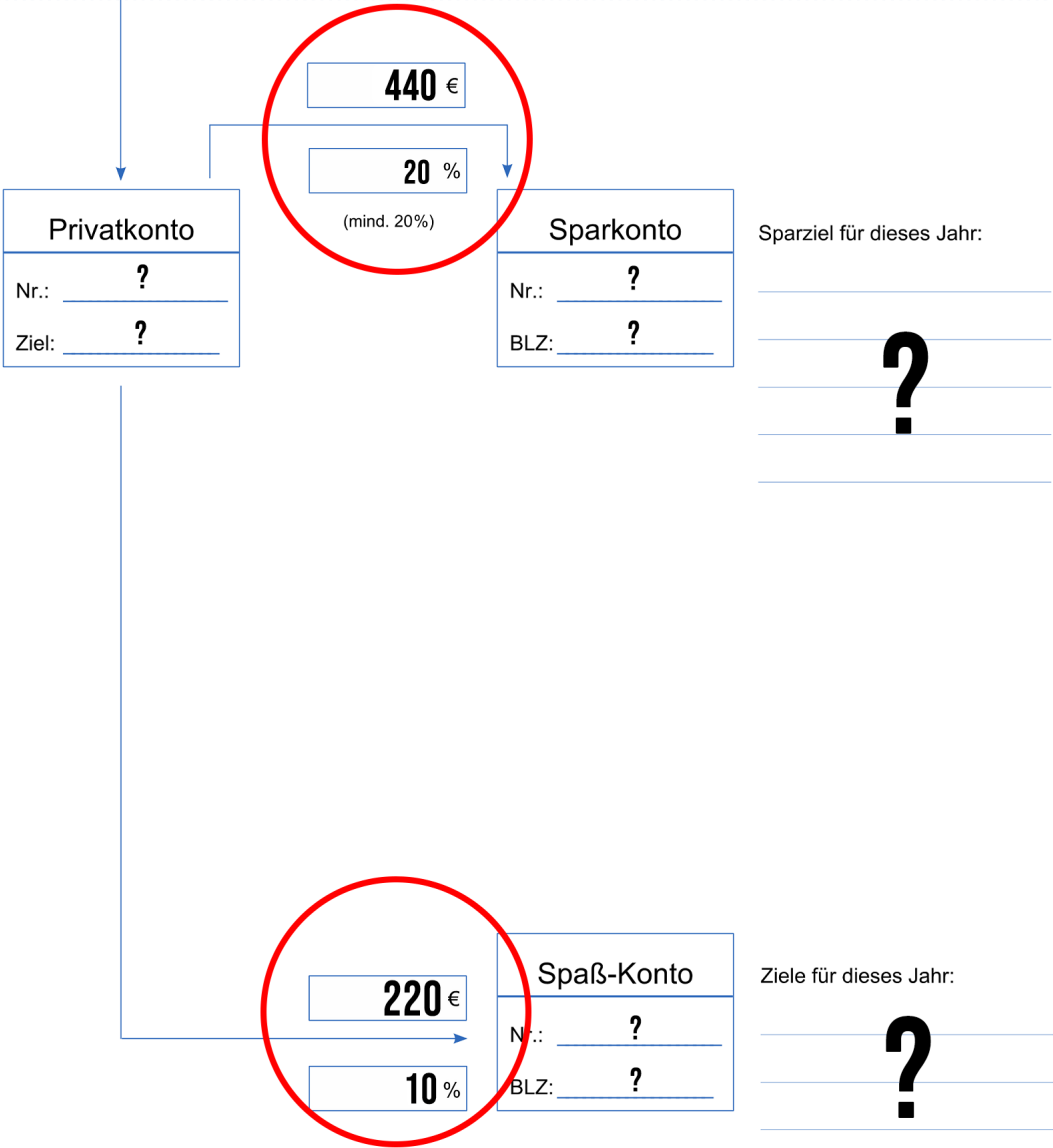 440 €
20 %
(mind. 20%)
Privatkonto
Nr.: ?
Ziel: ?
Sparkonto
Nr.: ?
BLZ: ?
Sparziel für dieses Jahr:
?
220 €
10 %
Spaß-Konto
Nr.: ?
BLZ: ?
Ziele für dieses Jahr:
?